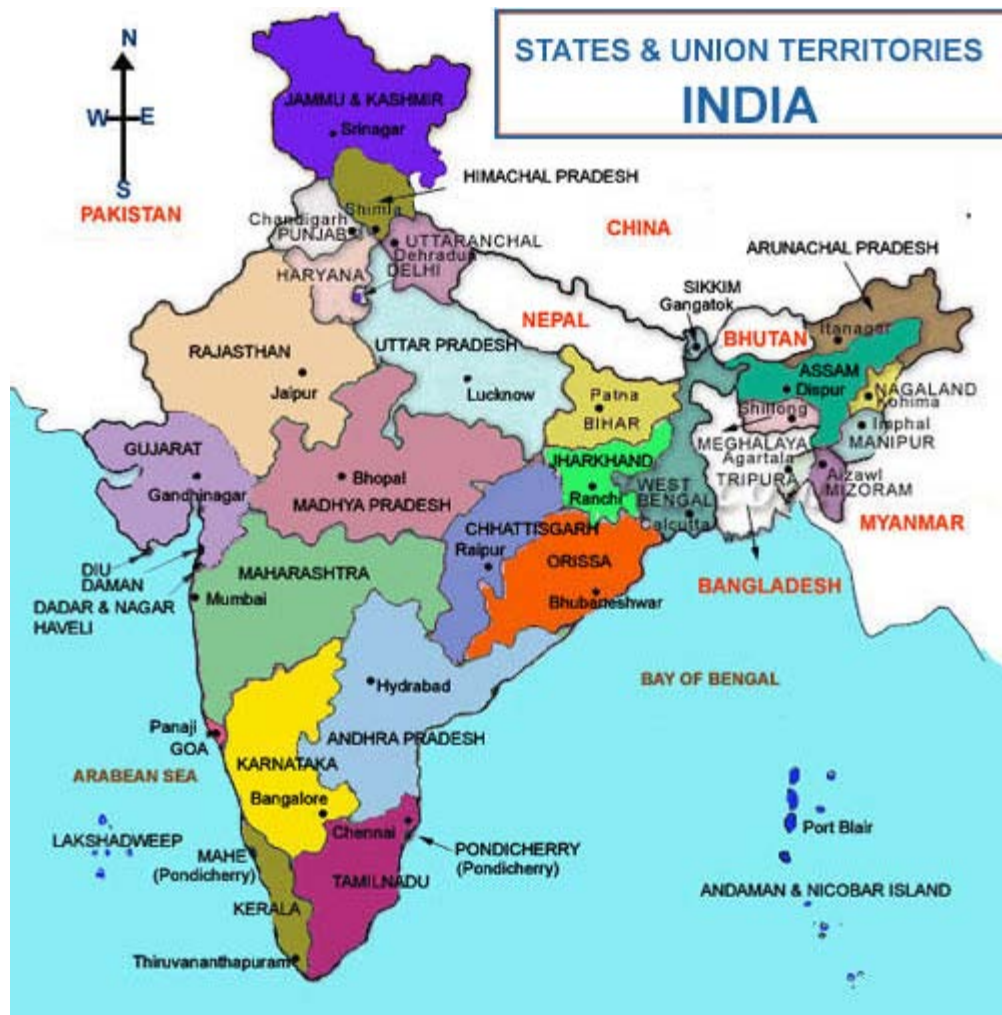 STATES & UNION TERRITORIES
INDIA
N
W
E
S
JAMMU & KASHMIR
Srinagar
HIMACHAL PRADESH
PAKISTAN
Shimla
Chandigarh
PUNJAB
CHINA
UTTARANCHAL
Dehradun
DELHI
HARYANA
ARUNACHAL PRADESH
SIKKIM
Gangatok
NEPAL
BHUTAN
Itanagar
UTTAR PRADESH
RAJASTHAN
Jaipur
Lucknow
ASSAM
Dispur
NAGALAND
Kohima
Patna
BIHAR
Shillong
MEGHALAYA
Imphal
MANIPUR
GUJARAT
Gandhinagar
Bhopal
MADHYA PRADESH
JHARKHAND
Ranchi
WEST
BENGAL
Calcutta
Agartala
TRIPURA
Aizawl
MIZORAM
MYANMAR
CHHATTISGARH
Raipur
ORISSA
Bhubaneshwar
BANGLADESH
DIU
DAMAN
DADAR & NAGAR
HAVELI
MAHARASHTRA
Mumbai
BAY OF BENGAL
Hydrabad
ANDHRA PRADESH
Panaji
GOA
KARNATAKA
Bangalore
ARABEAN SEA
LAKSHADWEEP
MAHE
(Pondicherry)
Chennai
PONDICHERRY
(Pondicherry)
TAMILNADU
KERALA
Thiruvananthapuram
Port Blair
ANDAMAN & NICOBAR ISLAND